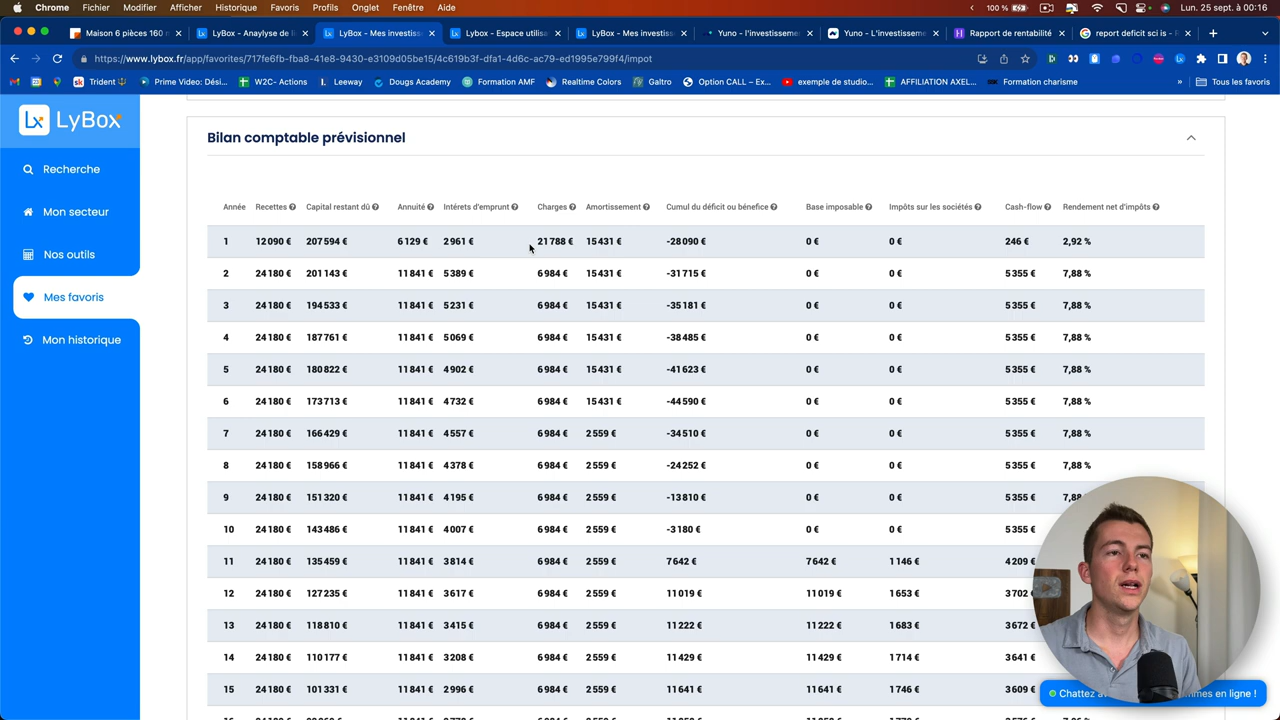 Chrome Fichier Modifier Afficher Historique Favoris Profils Onglet Fenêtre Aide 100 % Lun. 25 sept. à 00:16
Maison 6 pièces 160 m LyBox - Anaylyse de li LyBox - Mes investiss LyBox - Espace utilis LyBox - Mes investiss Yuno - l'investissem Yuno - L'investissem Rapport de rentabilité report deficit sci is -
https://www.lybox.fr/app/favorites/717fe6fb-fba8-41e8-9430-e3109d05be15/4c619b3f-dfa1-4d6c-ac79-ed1995e799f4/impot
Trident W2C- Actions Leeway Dougs Academy Formation AMF Realtime Colors Galtro Option CALL – Ex... exemple de studio... AFFILIATION AXEL... Formation charisme » Tous les favoris
Lx LyBox
Recherche
Mon secteur
Nos outils
Mes favoris
Mon historique
Bilan comptable prévisionnel
Année Recettes Capital restant dû Annuité Intérets d'emprunt Charges Amortissement Cumul du déficit ou bénefice Base imposable Impôts sur les sociétés Cash-flow Rendement net d'impôts
1 12 090 € 207 594 € 6 129 € 2 961 € 21 788 € 15 431 € -28 090 € 0 € 0 € 246 € 2,92 %
2 24 180 € 201 143 € 11 841 € 5 389 € 6 984 € 15 431 € -31 715 € 0 € 0 € 5 355 € 7,88 %
3 24 180 € 194 533 € 11 841 € 5 231 € 6 984 € 15 431 € -35 181 € 0 € 0 € 5 355 € 7,88 %
4 24 180 € 187 761 € 11 841 € 5 069 € 6 984 € 15 431 € -38 485 € 0 € 0 € 5 355 € 7,88 %
5 24 180 € 180 822 € 11 841 € 4 902 € 6 984 € 15 431 € -41 623 € 0 € 0 € 5 355 € 7,88 %
6 24 180 € 173 713 € 11 841 € 4 732 € 6 984 € 15 431 € -44 590 € 0 € 0 € 5 355 € 7,88 %
7 24 180 € 166 429 € 11 841 € 4 557 € 6 984 € 2 559 € -34 510 € 0 € 0 € 5 355 € 7,88 %
8 24 180 € 158 966 € 11 841 € 4 378 € 6 984 € 2 559 € -24 252 € 0 € 0 € 5 355 € 7,88 %
9 24 180 € 151 320 € 11 841 € 4 195 € 6 984 € 2 559 € -13 810 € 0 € 0 € 5 355 € 7,88
10 24 180 € 143 486 € 11 841 € 4 007 € 6 984 € 2 559 € -3 180 € 0 € 0 € 5 355 €
11 24 180 € 135 459 € 11 841 € 3 814 € 6 984 € 2 559 € 7 642 € 7 642 € 1 146 € 4 209 €
12 24 180 € 127 235 € 11 841 € 3 617 € 6 984 € 2 559 € 11 019 € 11 019 € 1 653 € 3 702
13 24 180 € 118 810 € 11 841 € 3 415 € 6 984 € 2 559 € 11 222 € 11 222 € 1 683 € 3 672
14 24 180 € 110 177 € 11 841 € 3 208 € 6 984 € 2 559 € 11 429 € 11 429 € 1 714 € 3 641
15 24 180 € 101 331 € 11 841 € 2 996 € 6 984 € 2 559 € 11 641 € 11 641 € 1 746 € 3 609
Chattez mes en ligne !